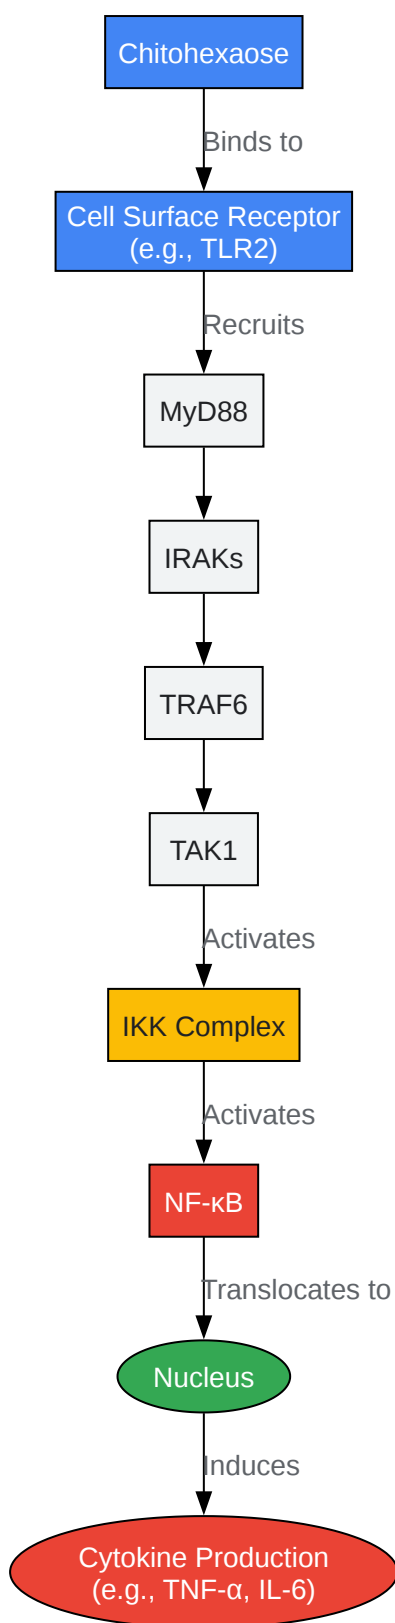 Chitohexaose
Binds to
Cell Surface Receptor
(e.g., TLR2)
Recruits
MyD88
IRAKs
TRAF6
TAK1
Activates
IKK Complex
Activates
NF-κB
Translocates to
Nucleus
Induces
Cytokine Production
(e.g., TNF-α, IL-6)